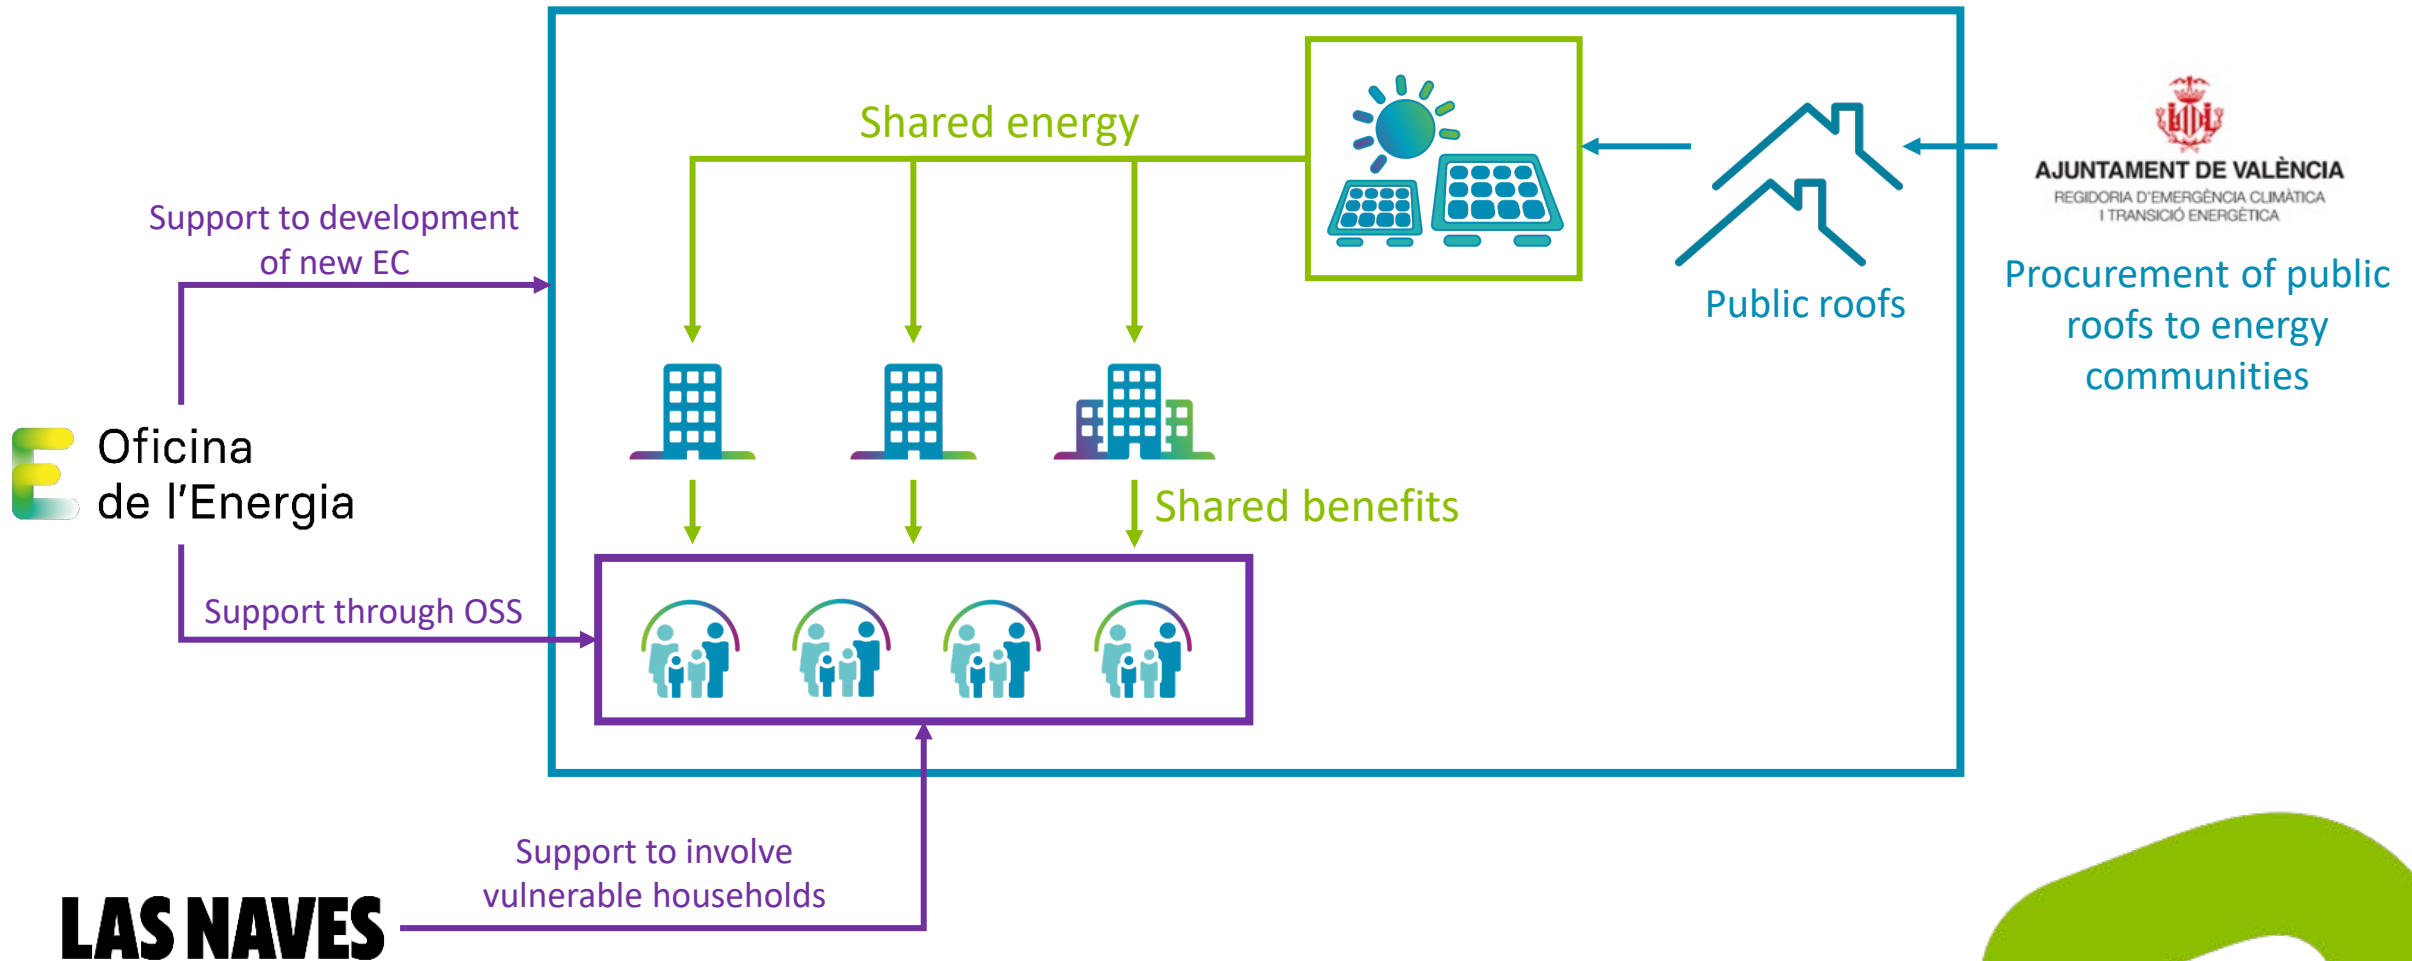 Shared energy
Support to development
of new EC
AJUNTAMENT DE VALÈNCIA
REGIDORIA D'EMERGÈNCIA CLIMÀTICA
I TRANSICIÓ ENERGÈTICA
Public roofs
Procurement of public
roofs to energy
communities
Oficina
de l'Energia
Shared benefits
Support through OSS
Support to involve
vulnerable households
LAS NAVES